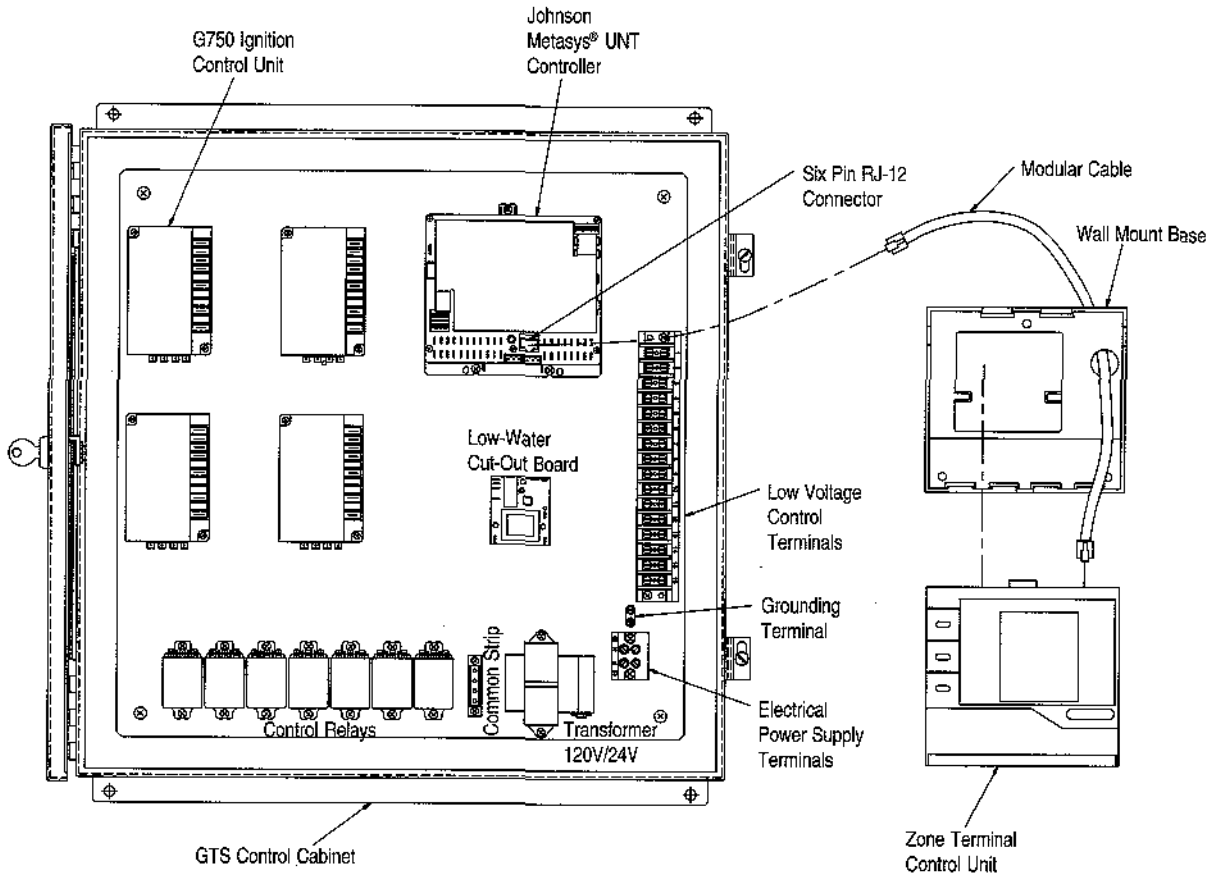 G750 Ignition
Control Unit
Johnson
Metasys® UNT
Controller
Six Pin RJ-12
Connector
Modular Cable
Wall Mount Base
Low-Water
Cut-Out Board
Low Voltage
Control
Terminals
Grounding
Terminal
Common Strip
Control Relays
Transformer
120V/24V
Electrical
Power Supply
Terminals
GTS Control Cabinet
Zone Terminal
Control Unit